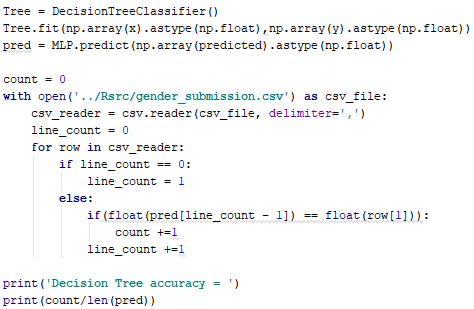 Tree = DecisionTreeClassifier()
Tree.fit(np.array(x).astype(np.float),np.array(y).astype(np.float))
pred = MLP.predict(np.array(predicted).astype(np.float))

count = 0
with open('../Rsrc/gender_submission.csv') as csv_file:
    csv_reader = csv.reader(csv_file, delimiter=',')
    line_count = 0
    for row in csv_reader:
        if line_count == 0:
            line_count = 1
        else:
            if(float(pred[line_count - 1]) == float(row[1])):
                count +=1
            line_count +=1

print('Decision Tree accuracy = ')
print(count/len(pred))